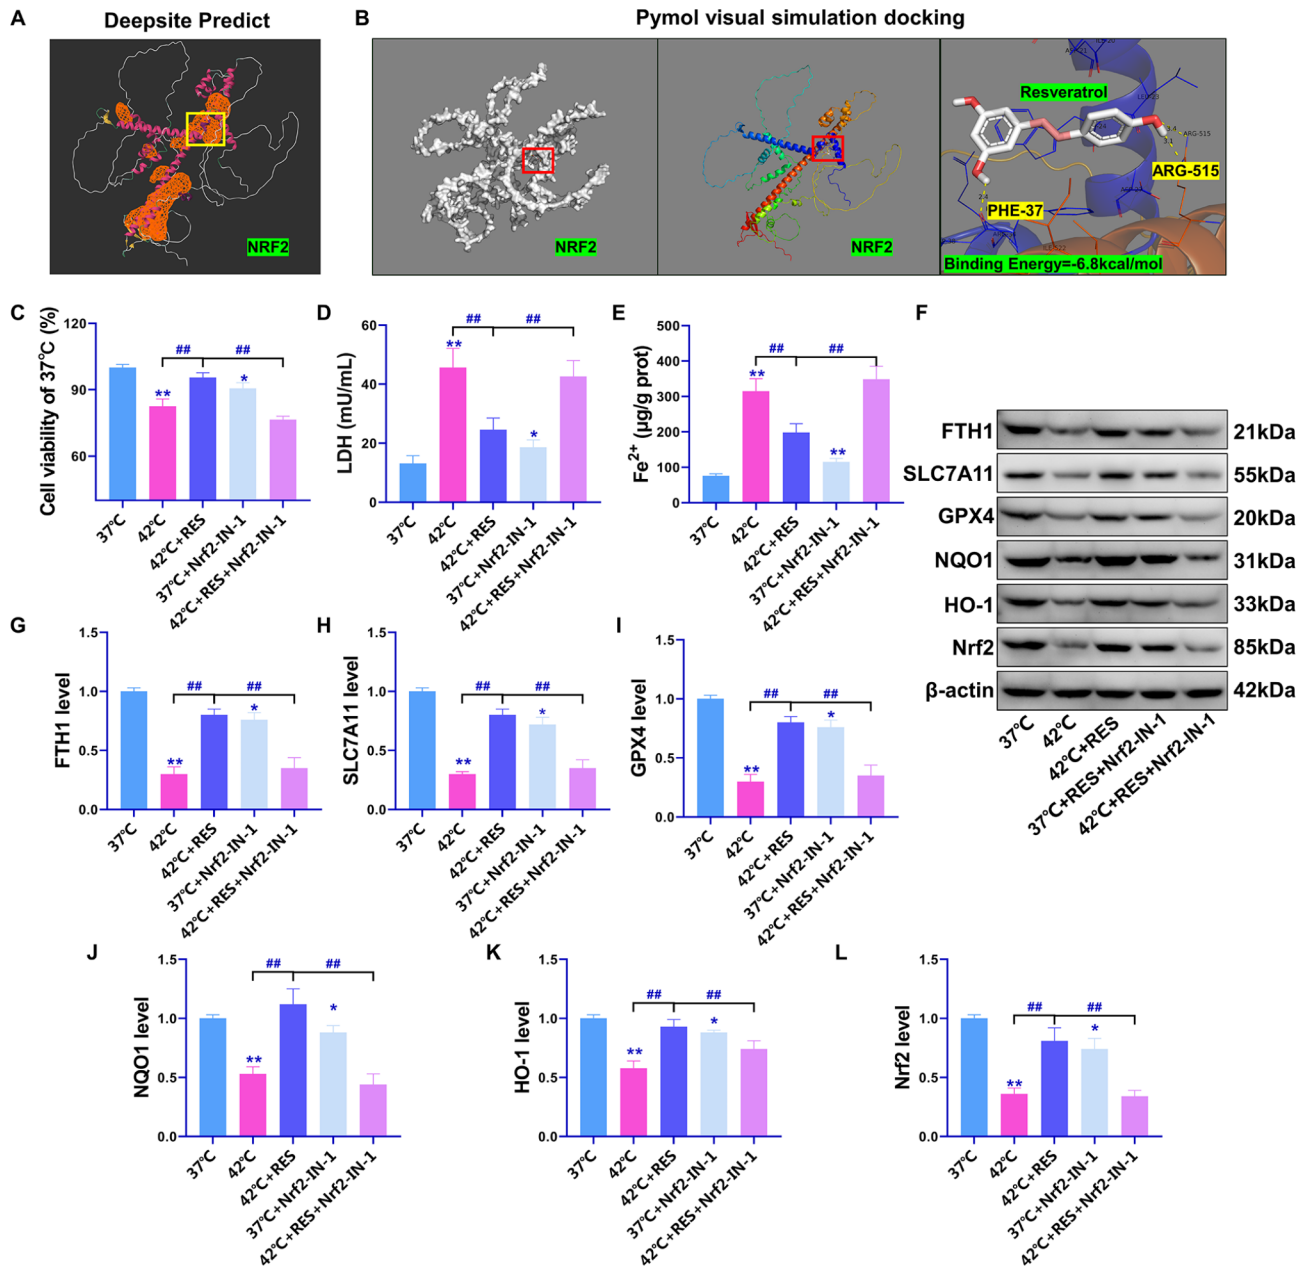 A
Deepsite Predict
B
Pymol visual simulation docking
NRF2
NRF2
NRF2
Resveratrol
ARG-515
ARG-515
PHE-37
Binding Energy=-6.8kcal/mol
3.4
C
Cell viability of 37℃ (%)
120
90
60
##
##
**
*
37℃
42℃
42℃+RES
37℃+Nrf2-IN-1
42℃+RES+Nrf2-IN-1
D
LDH (mU/mL)
60
40
20
0
##
##
**
*
37℃
42℃
42℃+RES
37℃+Nrf2-IN-1
42℃+RES+Nrf2-IN-1
E
Fe2+ (μg/g prot)
500
400
300
200
100
0
##
##
**
**
37℃
42℃
42℃+RES
37℃+Nrf2-IN-1
42℃+RES+Nrf2-IN-1
F
FTH1 21kDa
SLC7A11 55kDa
GPX4 20kDa
NQO1 31kDa
HO-1 33kDa
Nrf2 85kDa
β-actin 42kDa
37℃
42℃
42℃+RES
37℃+RES+Nrf2-IN-1
42℃+RES+Nrf2-IN-1
G
FTH1 level
1.5
1.0
0.5
0.0
##
##
**
*
37℃
42℃
42℃+RES
37℃+Nrf2-IN-1
42℃+RES+Nrf2-IN-1
H
SLC7A11 level
1.5
1.0
0.5
0.0
##
##
**
*
37℃
42℃
42℃+RES
37℃+Nrf2-IN-1
42℃+RES+Nrf2-IN-1
I
GPX4 level
1.5
1.0
0.5
0.0
##
##
**
*
37℃
42℃
42℃+RES
37℃+Nrf2-IN-1
42℃+RES+Nrf2-IN-1
J
NQO1 level
1.5
1.0
0.5
0.0
##
##
**
*
37℃
42℃
42℃+RES
37℃+Nrf2-IN-1
42℃+RES+Nrf2-IN-1
K
HO-1 level
1.5
1.0
0.5
0.0
##
##
**
*
37℃
42℃
42℃+RES
37℃+Nrf2-IN-1
42℃+RES+Nrf2-IN-1
L
Nrf2 level
1.5
1.0
0.5
0.0
##
##
**
*
37℃
42℃
42℃+RES
37℃+Nrf2-IN-1
42℃+RES+Nrf2-IN-1